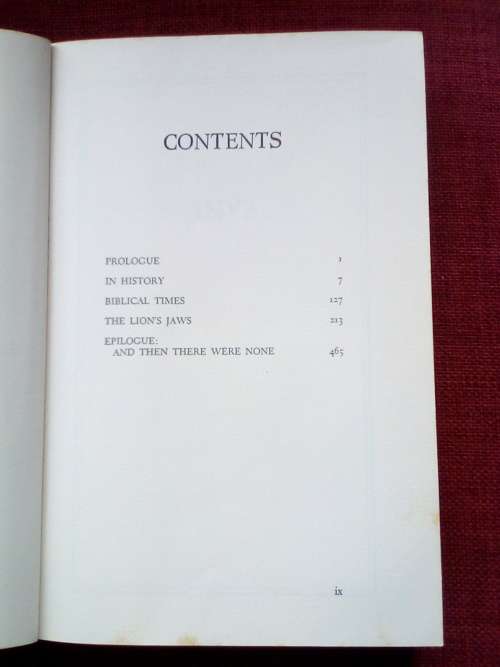 CONTENTS
PROLOGUE 1
IN HISTORY 7
BIBLICAL TIMES 127
THE LION'S JAWS 213
EPILOGUE:
AND THEN THERE WERE NONE 465
ix